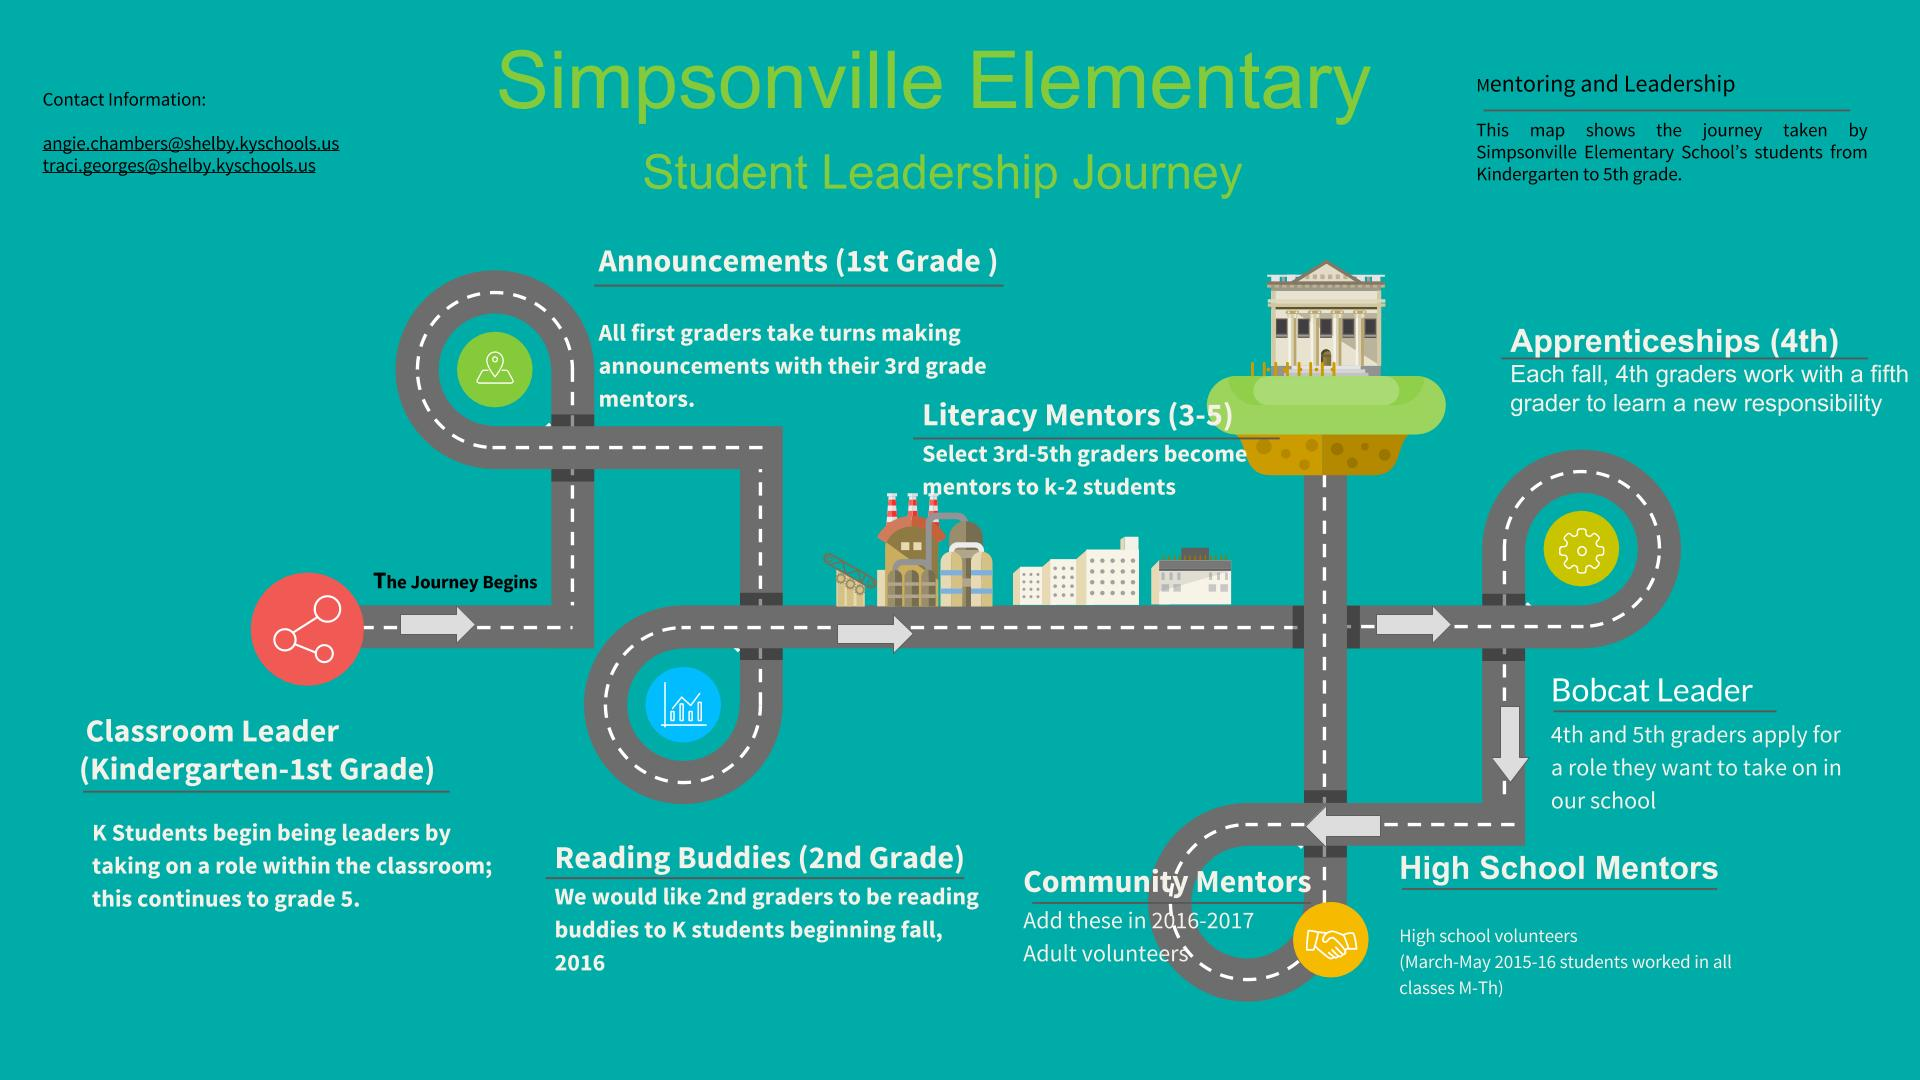 Simpsonville Elementary
Student Leadership Journey
Contact Information:
angie.chambers@shelby.kyschools.us
traci.georges@shelby.kyschools.us
Mentoring and Leadership
This map shows the journey taken by
Simpsonville Elementary School’s students from
Kindergarten to 5th grade.
Announcements (1st Grade )
All first graders take turns making
announcements with their 3rd grade
mentors.
Literacy Mentors (3-5)
Select 3rd-5th graders become
mentors to k-2 students
Apprenticeships (4th)
Each fall, 4th graders work with a fifth
grader to learn a new responsibility
The Journey Begins
Classroom Leader
(Kindergarten-1st Grade)
K Students begin being leaders by
taking on a role within the classroom;
this continues to grade 5.
Reading Buddies (2nd Grade)
We would like 2nd graders to be reading
buddies to K students beginning fall,
2016
Bobcat Leader
4th and 5th graders apply for
a role they want to take on in
our school
Community Mentors
Add these in 2016-2017
Adult volunteers
High School Mentors
High school volunteers
(March-May 2015-16 students worked in all
classes M-Th)